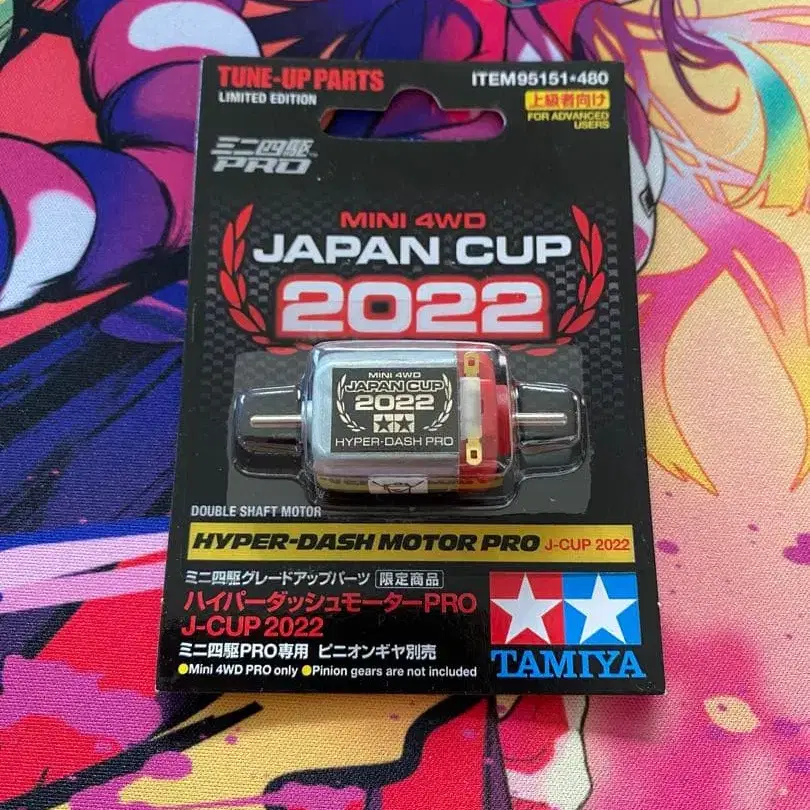 TUNE-UP PARTS
LIMITED EDITION
ITEM 95151★480
上級者向け
FOR ADVANCED
USERS
ミニ四駆
PRO
MINI 4WD
JAPAN CUP
2022
MINI 4WD
JAPAN CUP
2022
HYPER-DASH PRO
DOUBLE SHAFT MOTOR
HYPER-DASH MOTOR PRO J-CUP 2022
ミニ四駆グレードアップパーツ 限定商品
ハイパーダッシュモーターPRO
J-CUP 2022
ミニ四駆PRO専用 ピニオンギヤ別売
●Mini 4WD PRO only ●Pinion gears are not included
TAMIYA